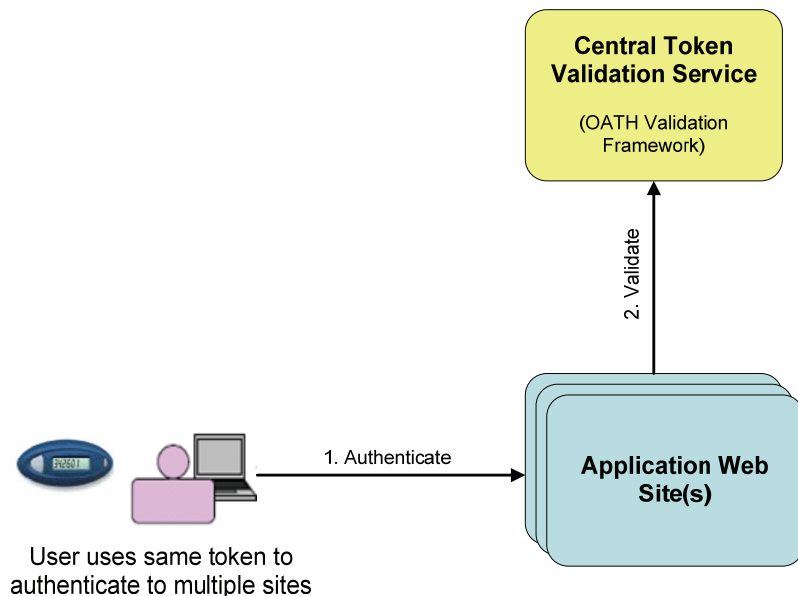 Central Token
Validation Service
(OATH Validation
Framework)
2. Validate
342601
1. Authenticate
Application Web
Site(s)
User uses same token to
authenticate to multiple sites